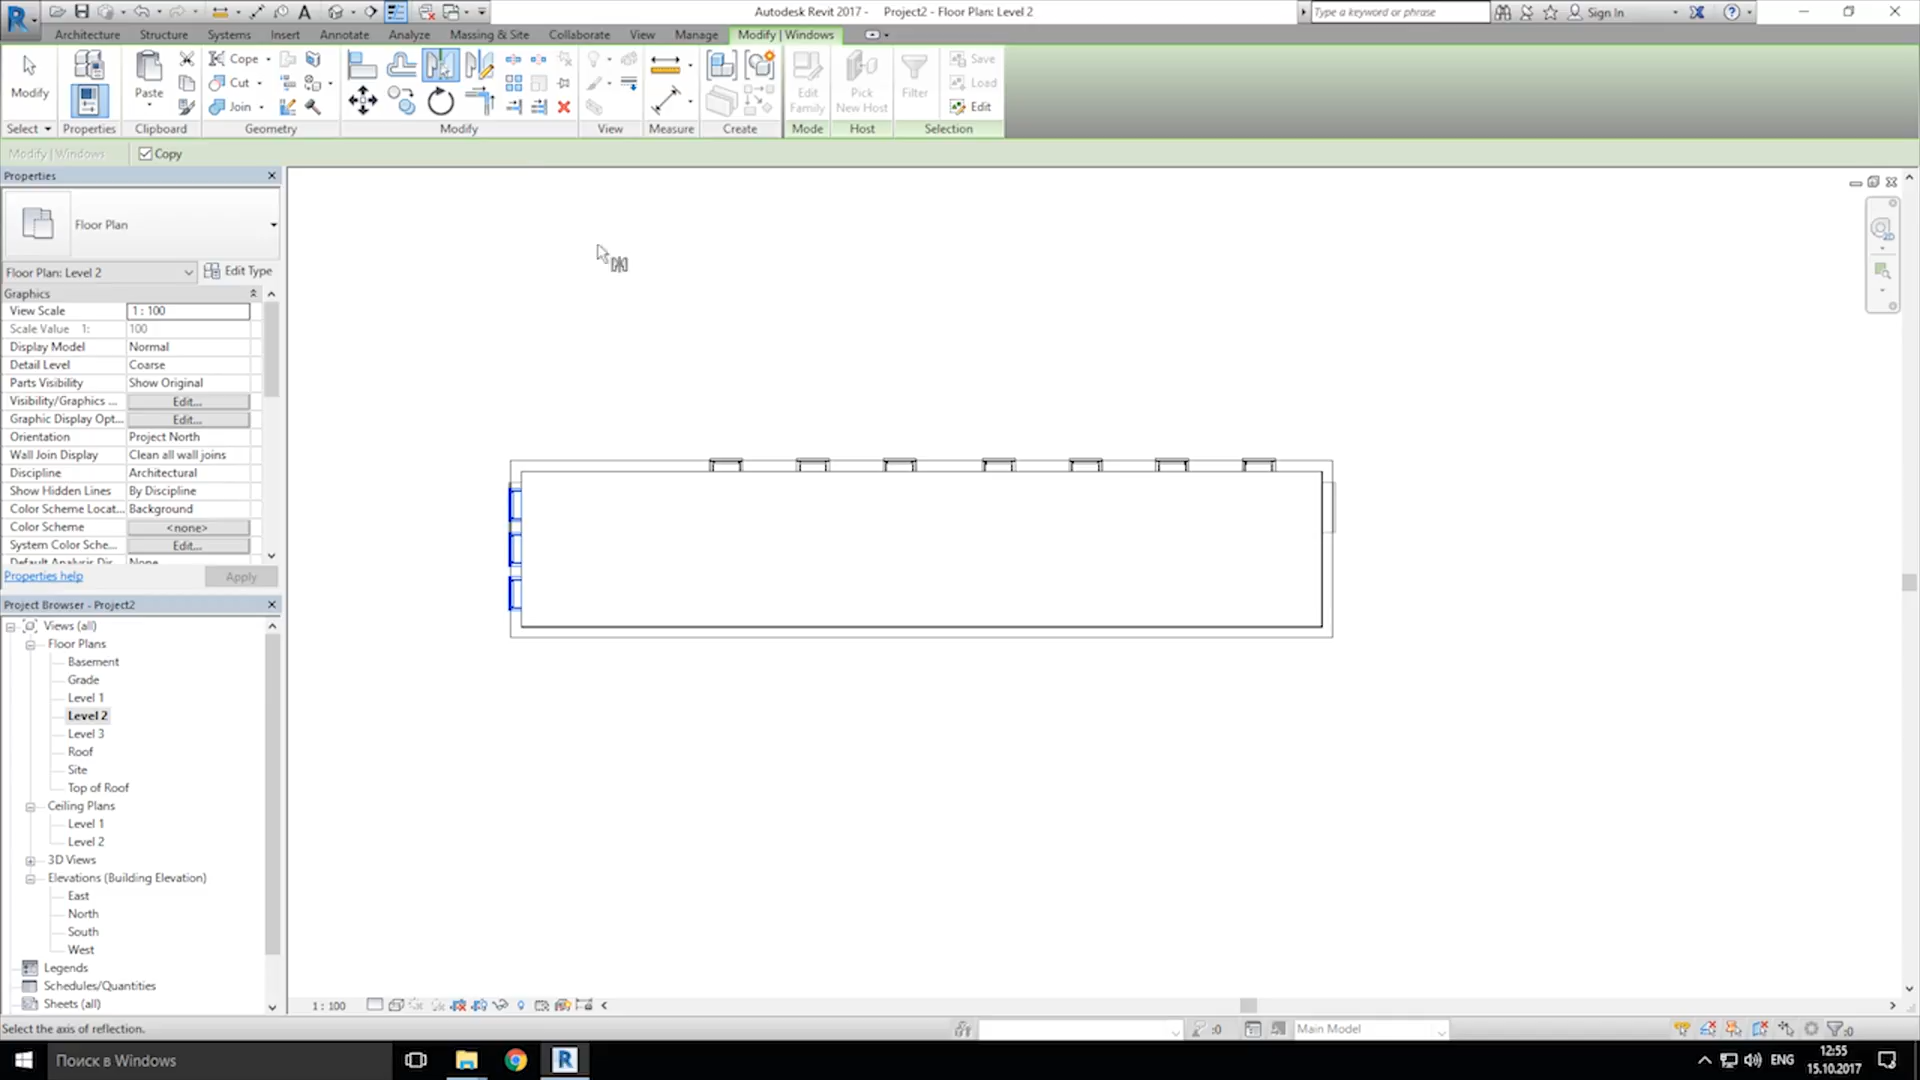 Autodesk Revit 2017 - Project2 - Floor Plan: Level 2
Type a keyword or phrase
Sign In
Architecture
Structure
Systems
Insert
Annotate
Analyze
Massing & Site
Collaborate
View
Manage
Modify | Windows
Modify
Paste
Cope
Cut
Join
Edit Family
Pick New Host
Filter
Save
Load
Edit
Select
Properties
Clipboard
Geometry
Modify
View
Measure
Create
Mode
Host
Selection
Modify | Windows
Copy
Properties
Floor Plan
Floor Plan: Level 2
Edit Type
Graphics
View Scale 1 : 100
Scale Value 1: 100
Display Model Normal
Detail Level Coarse
Parts Visibility Show Original
Visibility/Graphics ... Edit...
Graphic Display Opt... Edit...
Orientation Project North
Wall Join Display Clean all wall joins
Discipline Architectural
Show Hidden Lines By Discipline
Color Scheme Locat... Background
Color Scheme <none>
System Color Sche... Edit...
Default Analysis Dis... None
Properties help
Apply
Project Browser - Project2
Views (all)
Floor Plans
Basement
Grade
Level 1
Level 2
Level 3
Roof
Site
Top of Roof
Ceiling Plans
Level 1
Level 2
3D Views
Elevations (Building Elevation)
East
North
South
West
Legends
Schedules/Quantities
Sheets (all)
1 : 100
Select the axis of reflection.
:0
Main Model
:0
Поиск в Windows
ENG
12:55
15.10.2017